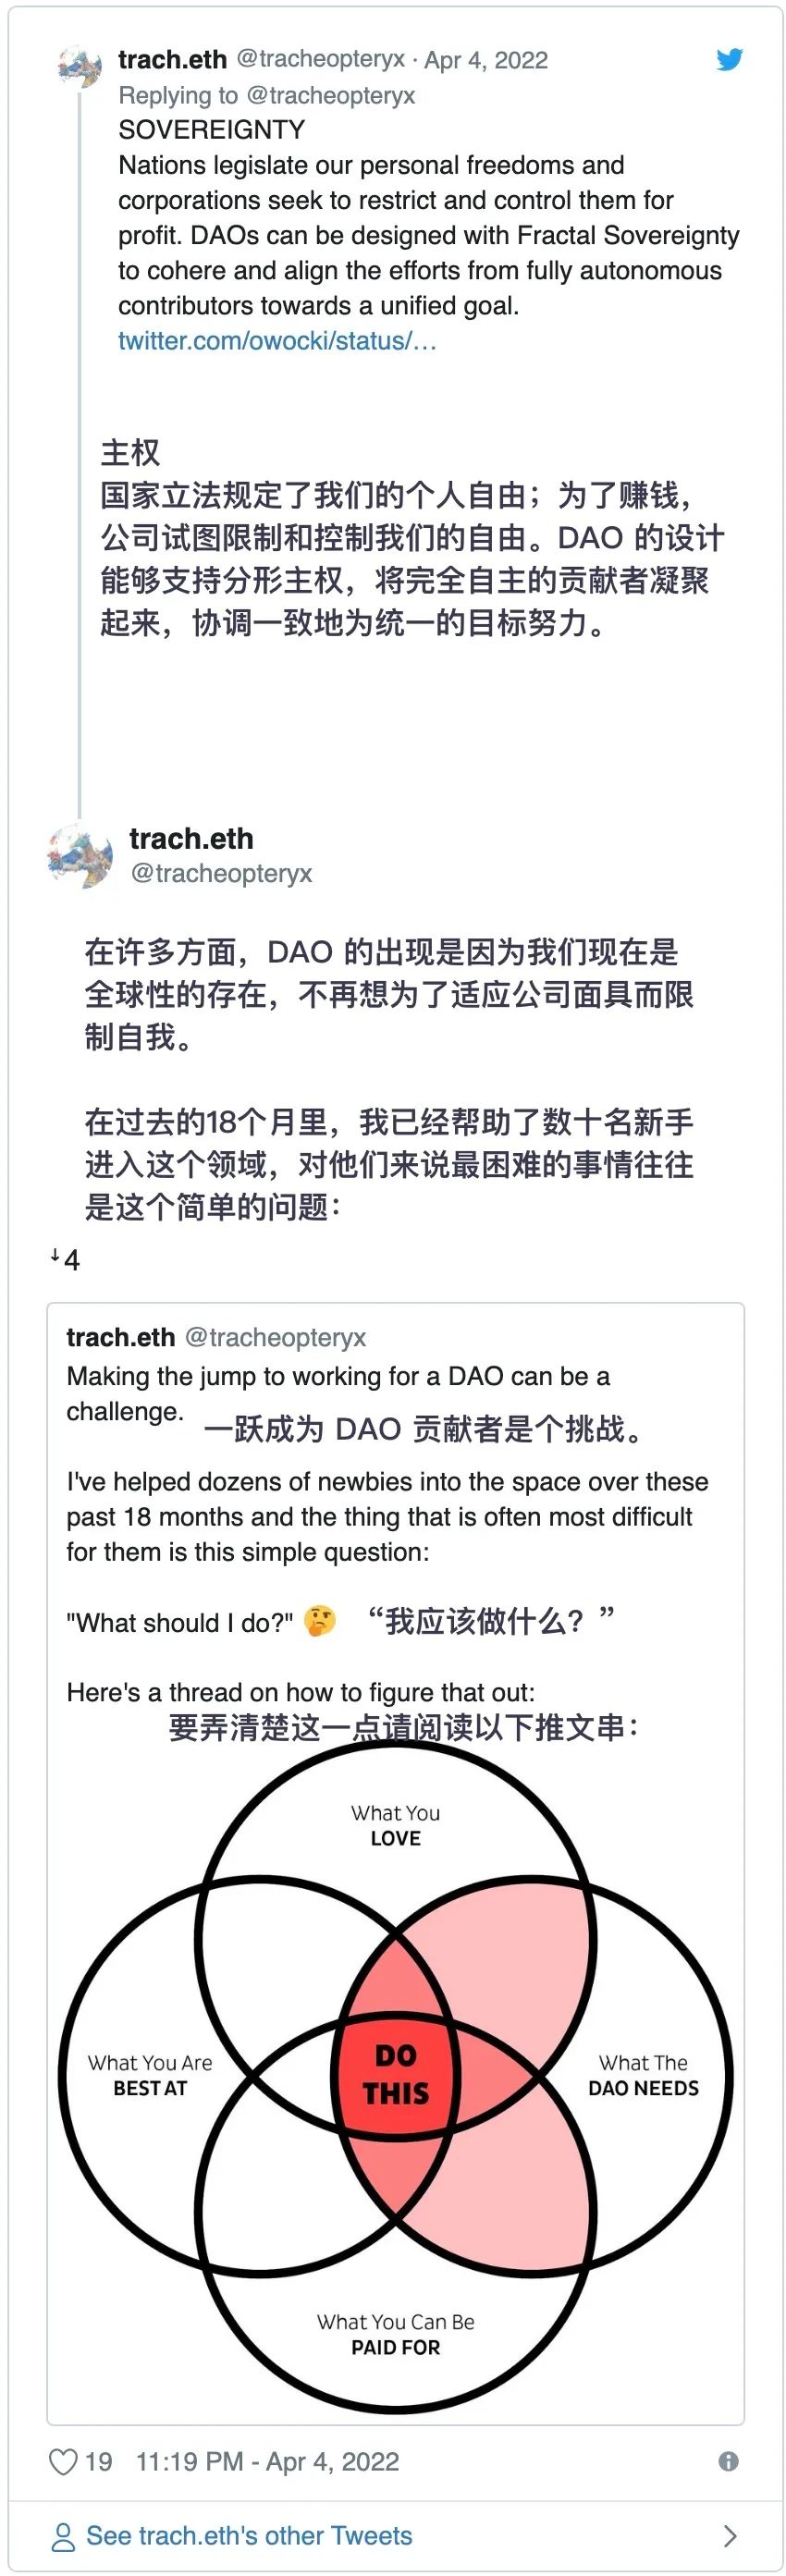 trach.eth @tracheopteryx · Apr 4, 2022
Replying to @tracheopteryx
SOVEREIGNTY
Nations legislate our personal freedoms and
corporations seek to restrict and control them for
profit. DAOs can be designed with Fractal Sovereignty
to cohere and align the efforts from fully autonomous
contributors towards a unified goal.
twitter.com/owocki/status/…
主权
国家立法规定了我们的个人自由；为了赚钱，
公司试图限制和控制我们的自由。DAO 的设计
能够支持分形主权，将完全自主的贡献者凝聚
起来，协调一致地为统一的目标努力。
trach.eth
@tracheopteryx
在许多方面，DAO 的出现是因为我们现在是
全球性的存在，不再想为了适应公司面具而限
制自我。
在过去的18个月里，我已经帮助了数十名新手
进入这个领域，对他们来说最困难的事情往往
是这个简单的问题：
↓4
trach.eth @tracheopteryx
Making the jump to working for a DAO can be a
challenge.
一跃成为 DAO 贡献者是个挑战。
I've helped dozens of newbies into the space over these
past 18 months and the thing that is often most difficult
for them is this simple question:
"What should I do?" 🤔 “我应该做什么？”
Here's a thread on how to figure that out:
要弄清楚这一点请阅读以下推文串：
What You
LOVE
What You Are
BEST AT
DO
THIS
What The
DAO NEEDS
What You Can Be
PAID FOR
19 11:19 PM - Apr 4, 2022
See trach.eth's other Tweets